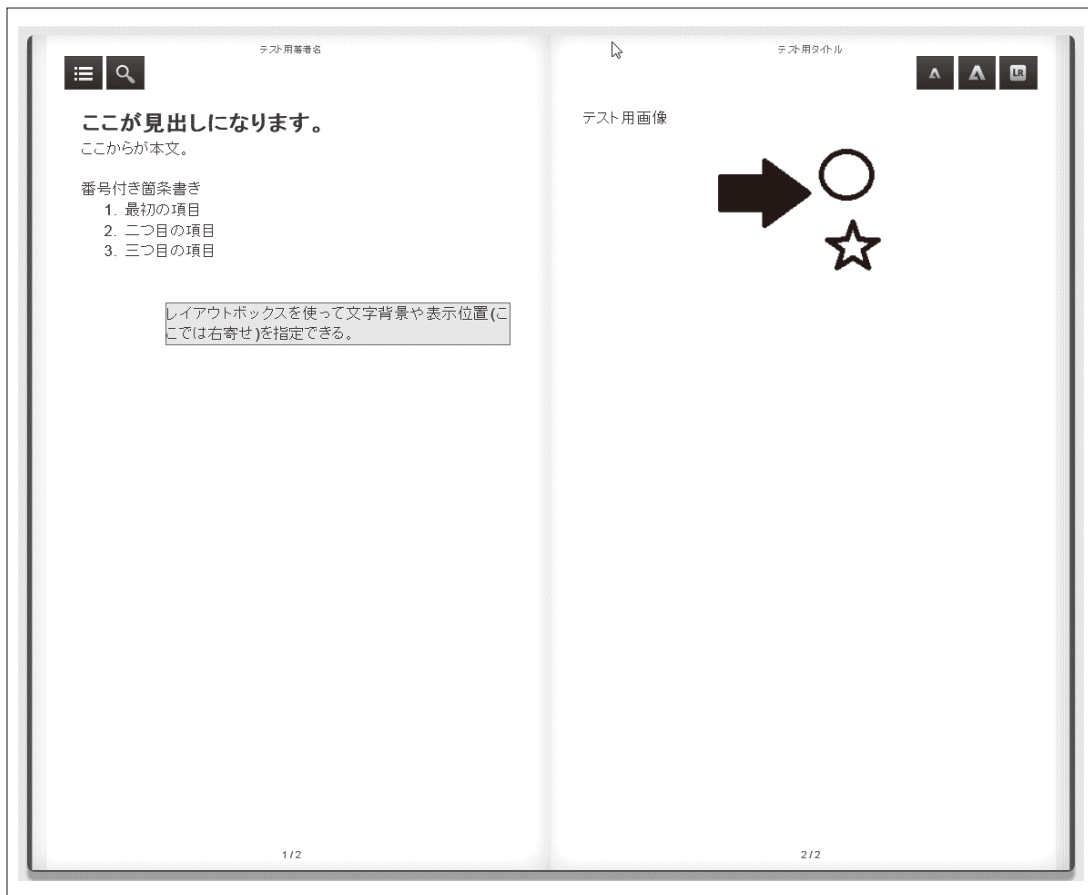 テスト用著者名
ここが見出しになります。
ここからが本文。
番号付き箇条書き
1. 最初の項目
2. 二つ目の項目
3. 三つ目の項目
レイアウトボックスを使って文字背景や表示位置(こ
こでは右寄せ)を指定できる。
1/2
テスト用タイトル
A
A
LR
テスト用画像
2/2